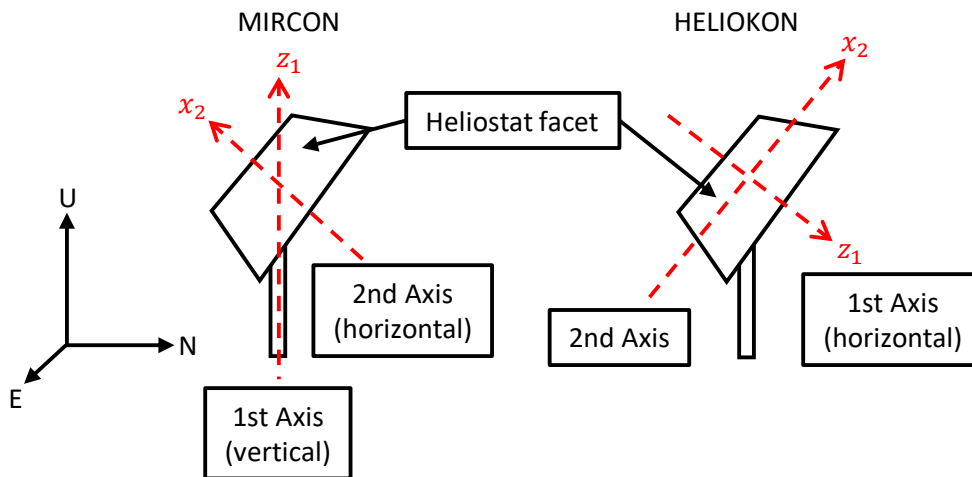 MIRCON
HELIOKON
z₁
x₂
x₂
Heliostat facet
U
N
E
z₁
2nd Axis
(horizontal)
2nd Axis
1st Axis
(horizontal)
1st Axis
(vertical)